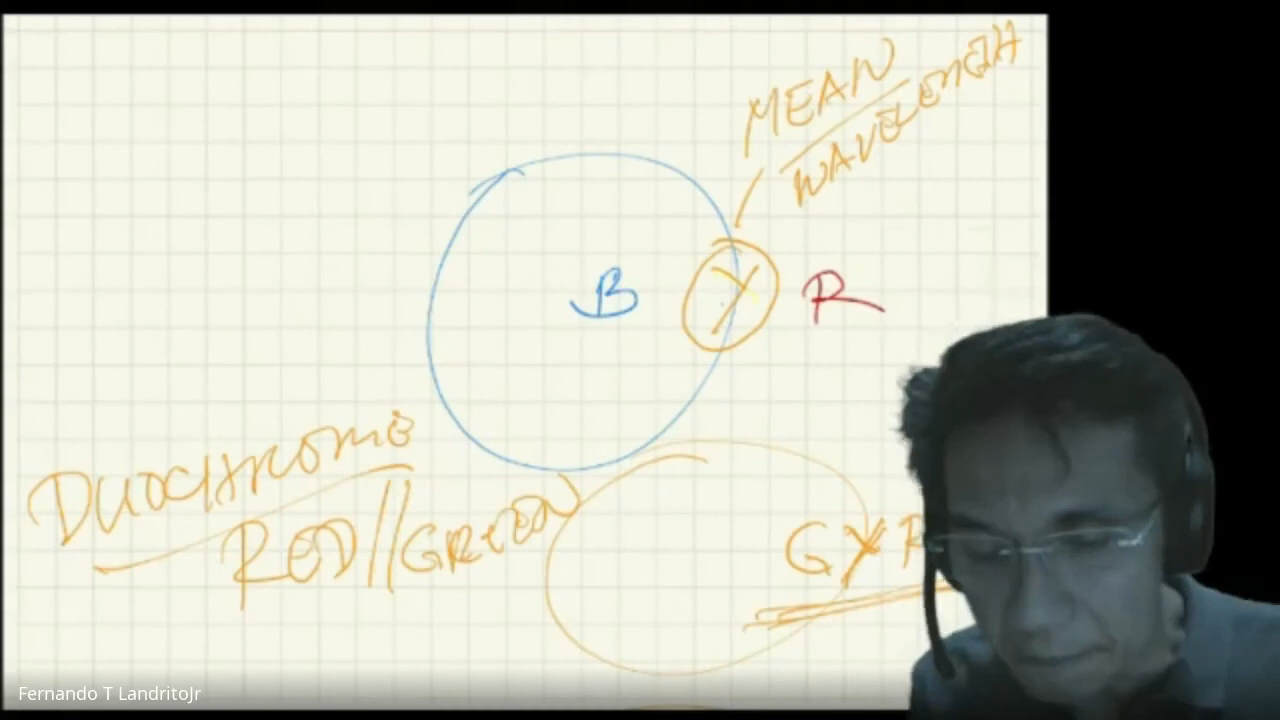 MEAN
WAVELENGTH
B Y R
DUOCHROME
RED//GREEN
G Y R
Fernando T LandritoJr